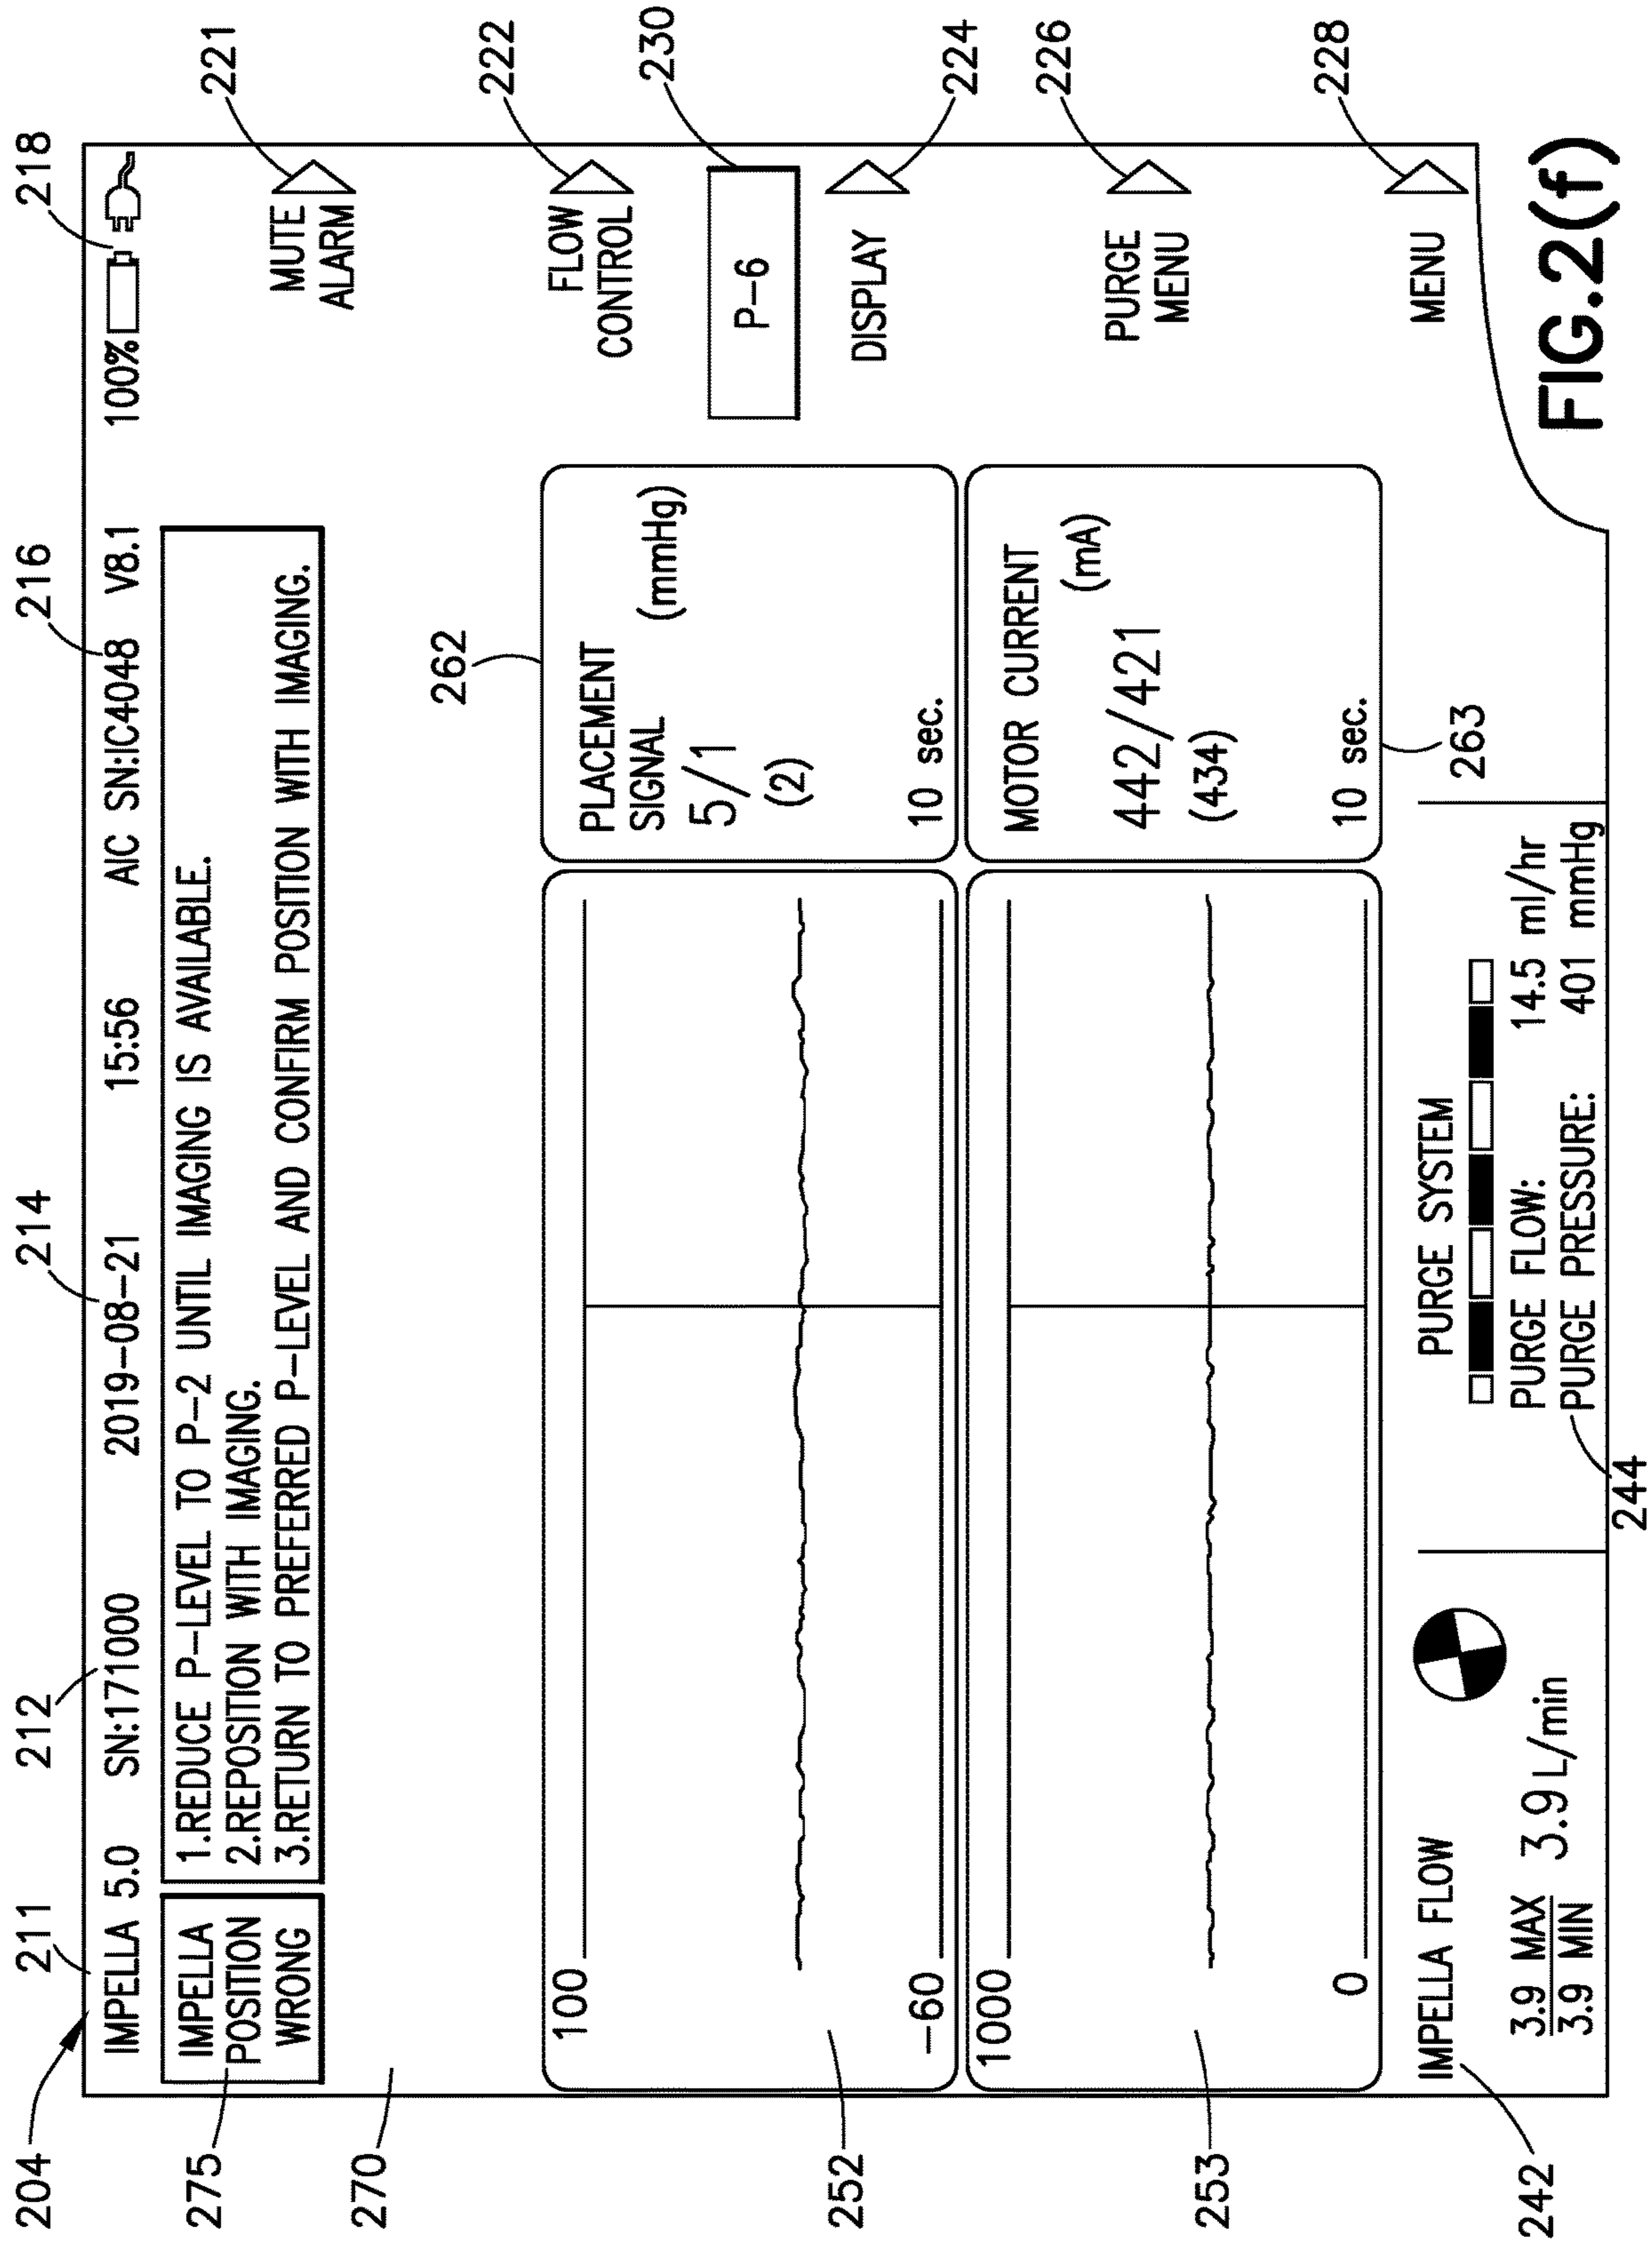 204
211
212
214
216
218
IMPELLA 5.0 SN:171000 2019-08-21 15:56 AIC SN:IC4048 V8.1 100%
275
IMPELLA
POSITION
WRONG
1.REDUCE P-LEVEL TO P-2 UNTIL IMAGING IS AVAILABLE.
2.REPOSITION WITH IMAGING.
3.RETURN TO PREFERRED P-LEVEL AND CONFIRM POSITION WITH IMAGING.
MUTE
ALARM
221
270
262
FLOW
CONTROL
222
P-6
230
DISPLAY
224
PURGE
MENU
226
MENU
228
100
-60
252
PLACEMENT
SIGNAL
(mmHg)
5/1
(2)
10 sec.
1000
0
253
MOTOR CURRENT
(mA)
442/421
(434)
10 sec.
263
IMPELLA FLOW
3.9 MAX
3.9 MIN
3.9 L/min
242
PURGE SYSTEM
PURGE FLOW: 14.5 ml/hr
PURGE PRESSURE: 401 mmHg
244
FIG.2(f)